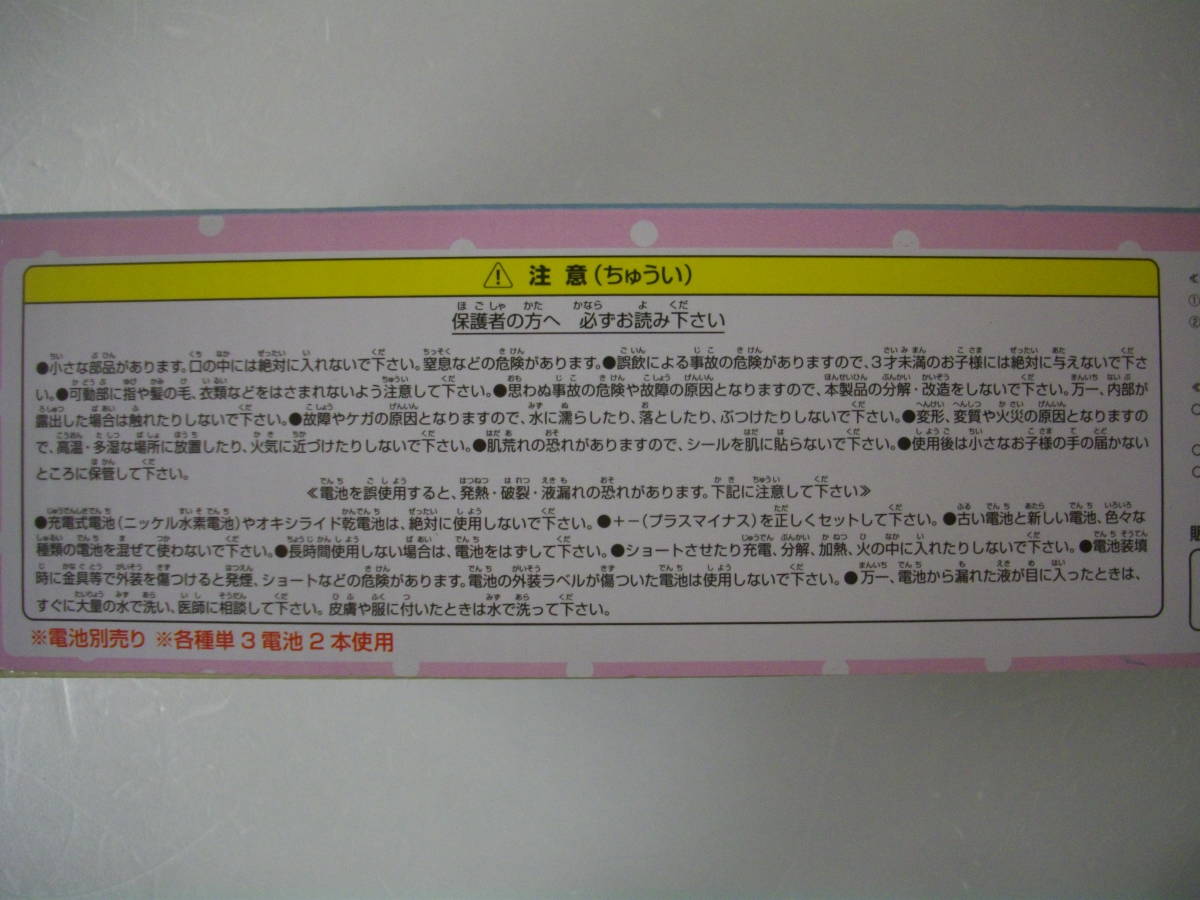 注意(ちゅうい)
保護者の方へ 必ずお読み下さい
●小さな部品があります。口の中には絶対に入れないで下さい。窒息などの危険があります。●誤飲による事故の危険がありますので、3才未満のお子様には絶対に与えないで下さ
い。●可動部に指や髪の毛、衣類などをはさまれないよう注意して下さい。●思わぬ事故の危険や故障の原因となりますので、本製品の分解・改造をしないで下さい。万一、内部が
露出した場合は触れたりしないで下さい。●故障やケガの原因となりますので、水に濡らしたり、落としたり、ぶつけたりしないで下さい。●変形、変質や火災の原因となりますの
で、高温・多湿な場所に放置したり、火気に近づけたりしないで下さい。●肌荒れの恐れがありますので、シールを肌に貼らないで下さい。●使用後は小さなお子様の手の届かない
ところに保管して下さい。
≪電池を誤使用すると、発熱・破裂・液漏れの恐れがあります。下記に注意して下さい≫
●充電式電池(ニッケル水素電池)やオキシライド乾電池は、絶対に使用しないで下さい。●+-(プラスマイナス)を正しくセットして下さい。●古い電池と新しい電池、色々な
種類の電池を混ぜて使わないで下さい。●長時間使用しない場合は、電池をはずして下さい。●ショートさせたり充電、分解、加熱、火の中に入れたりしないで下さい。●電池装填
時に金具等で外装を傷つけると発煙、ショートなどの危険があります。電池の外装ラベルが傷ついた電池は使用しないで下さい。●万一、電池から漏れた液が目に入ったときは、
すぐに大量の水で洗い、医師に相談して下さい。皮膚や服に付いたときは水で洗って下さい。
※電池別売り ※各種単3電池2本使用
≪
①
②
≪
○
○
○